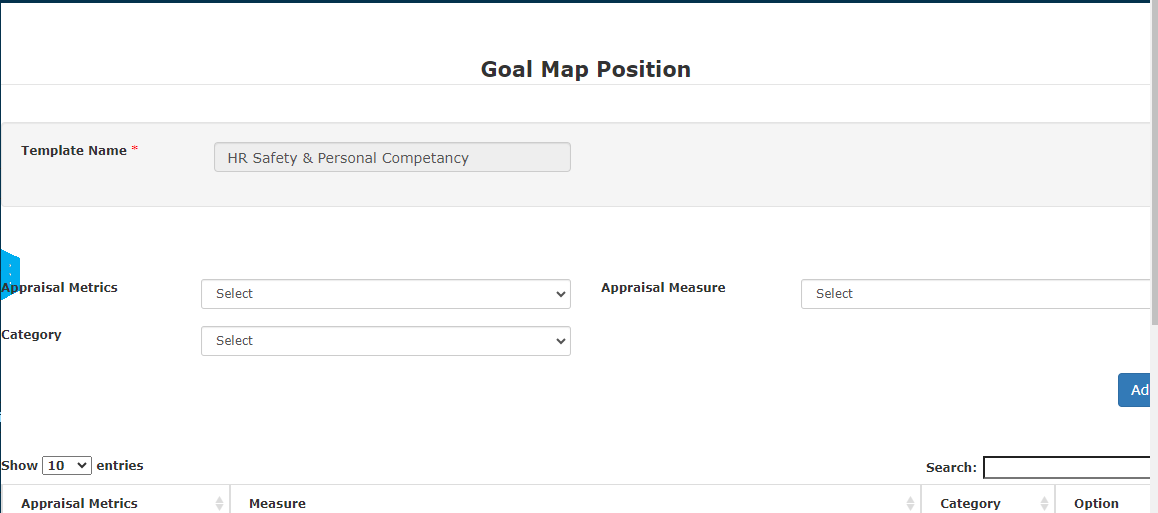 Goal Map Position
Template Name *
HR Safety & Personal Competancy
Appraisal Metrics
Select
Appraisal Measure
Select
Category
Select
Ad
Show 10 entries
Search:
Appraisal Metrics
Measure
Category
Option